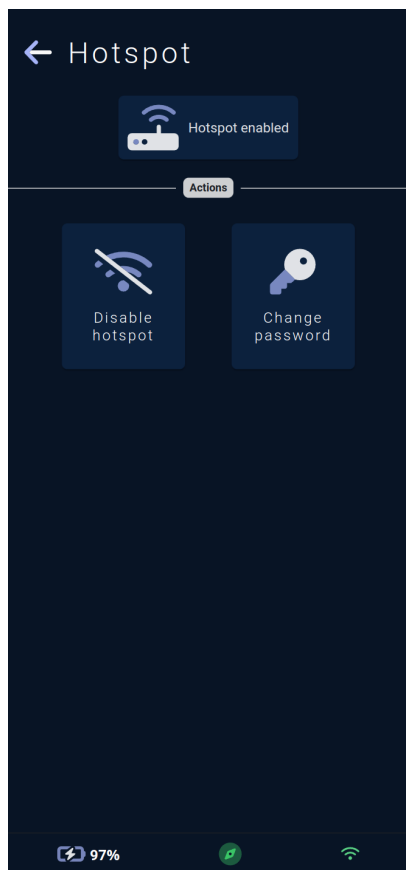 Hotspot
Hotspot enabled
Actions
Disable
hotspot
Change
password
97%